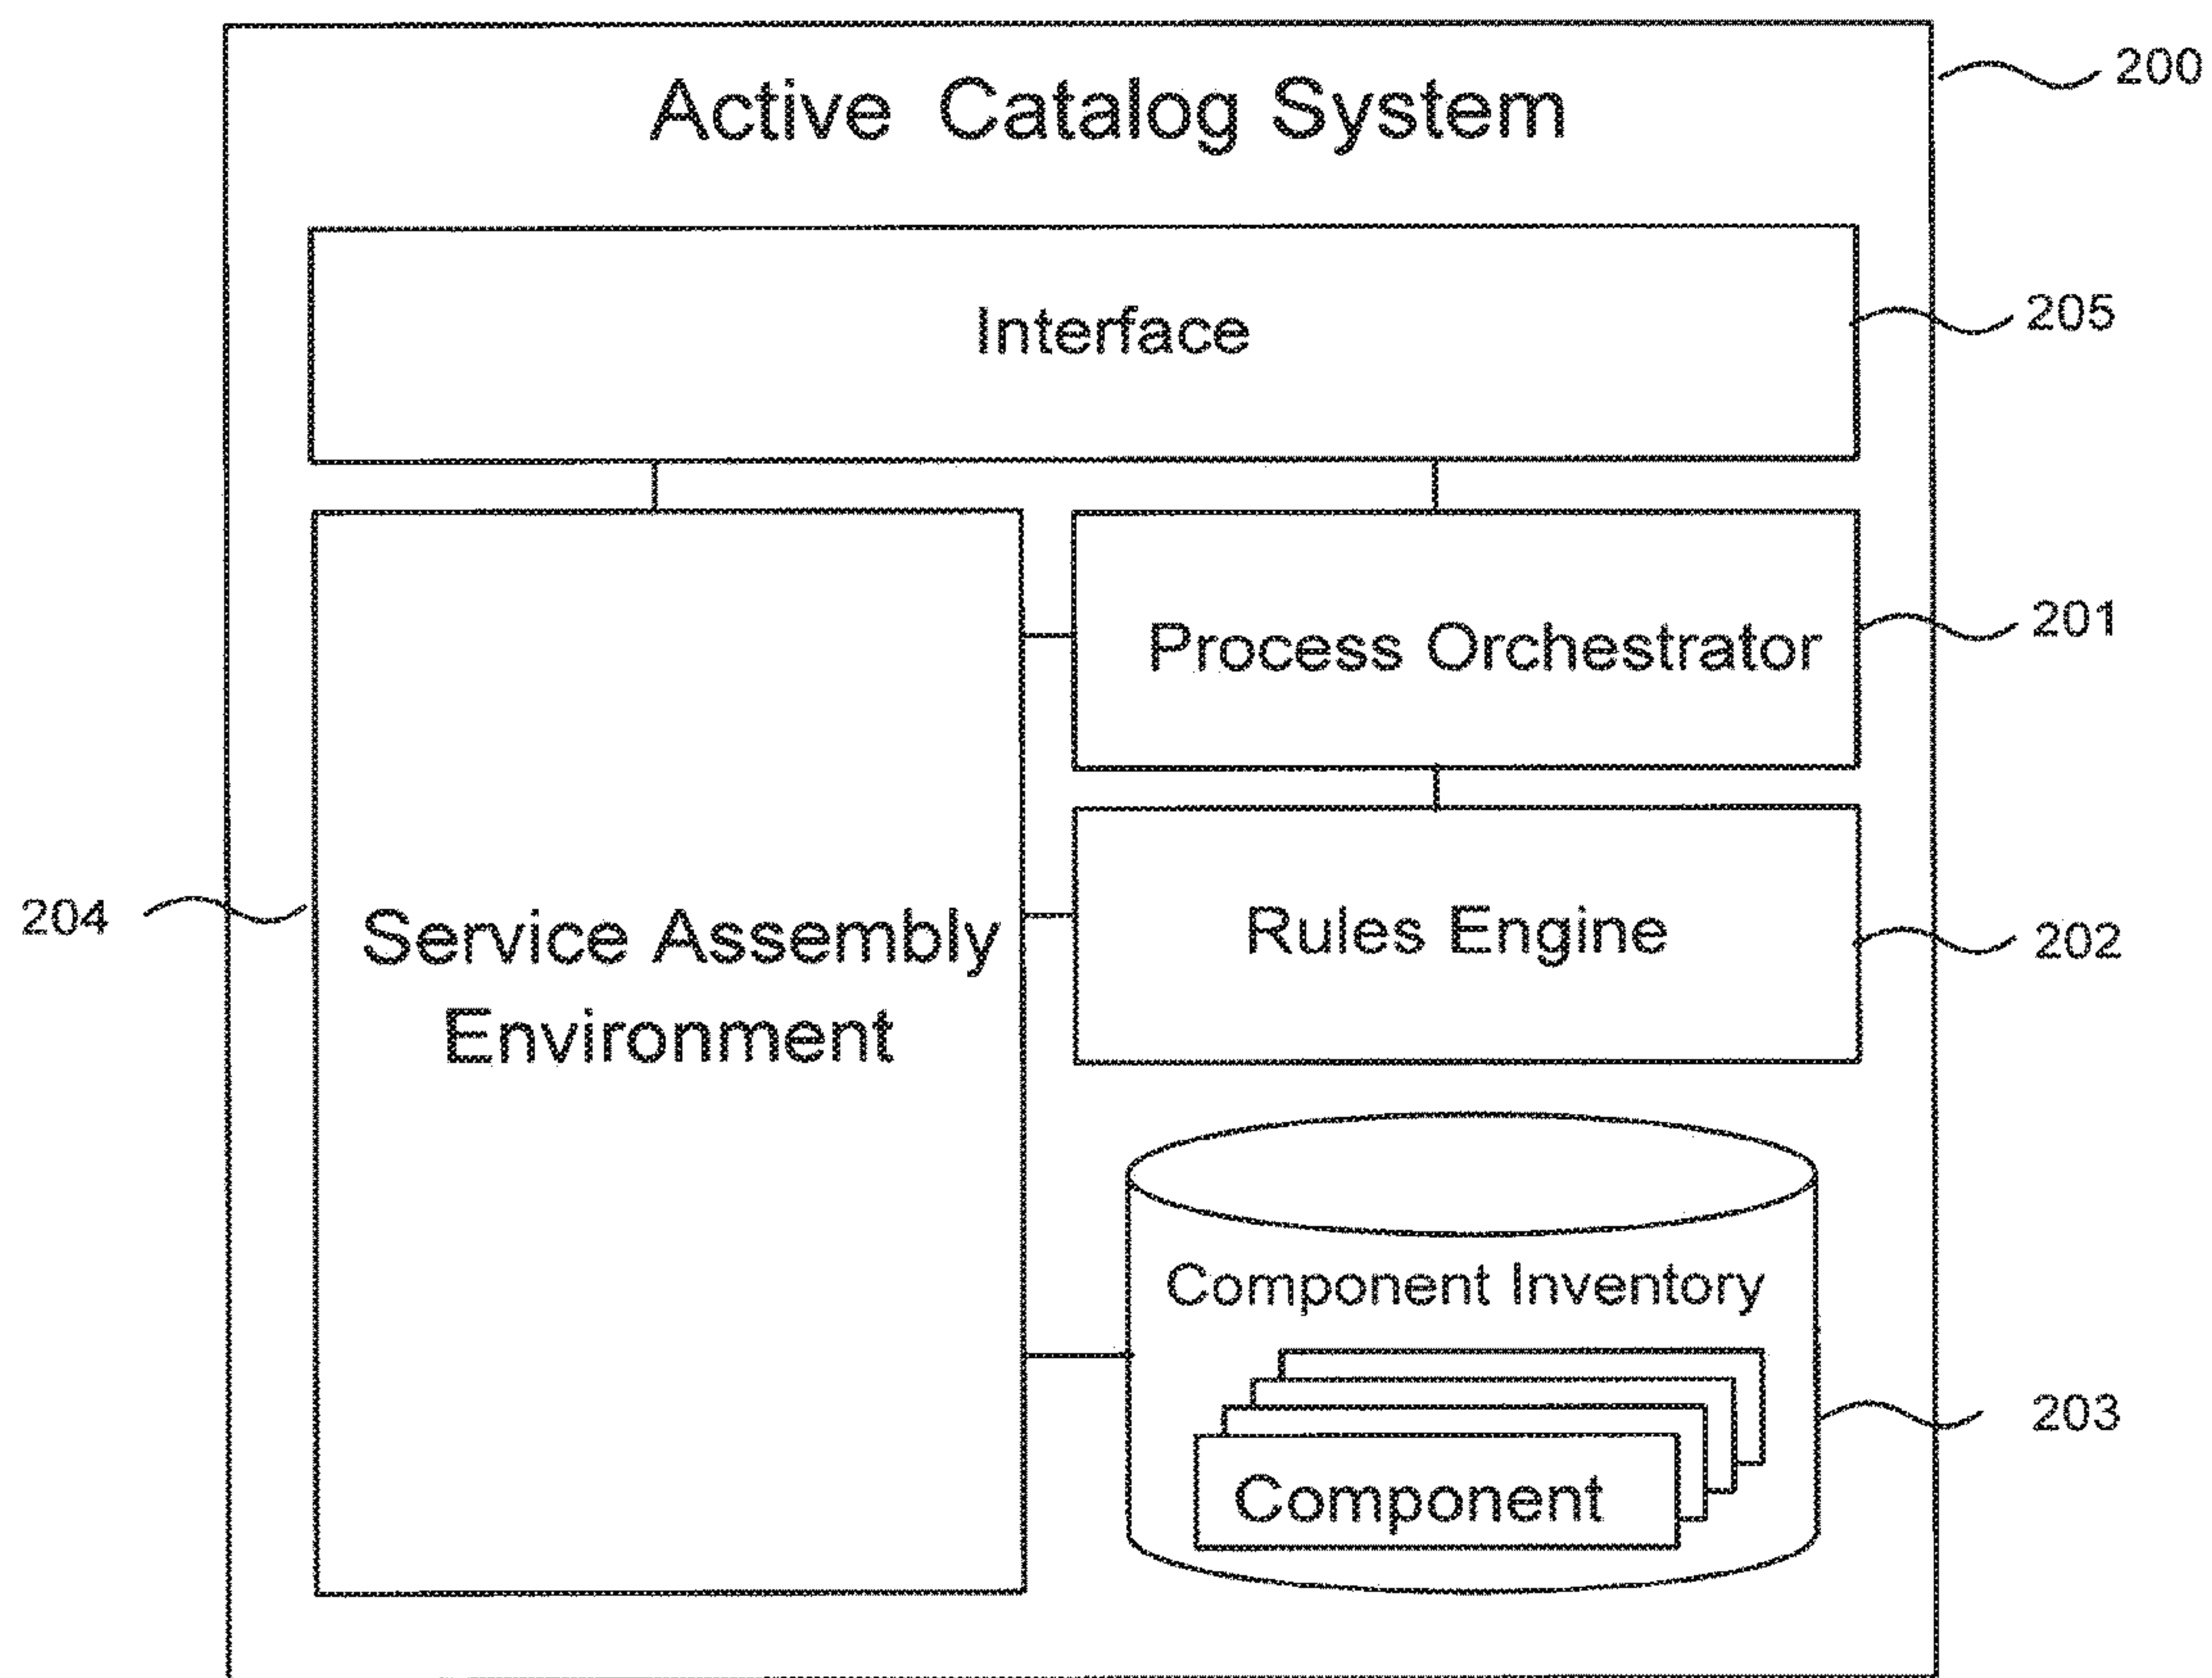 200
Active Catalog System
Interface
205
Process Orchestrator
201
204
Service Assembly
Environment
Rules Engine
202
Component Inventory
203
Component